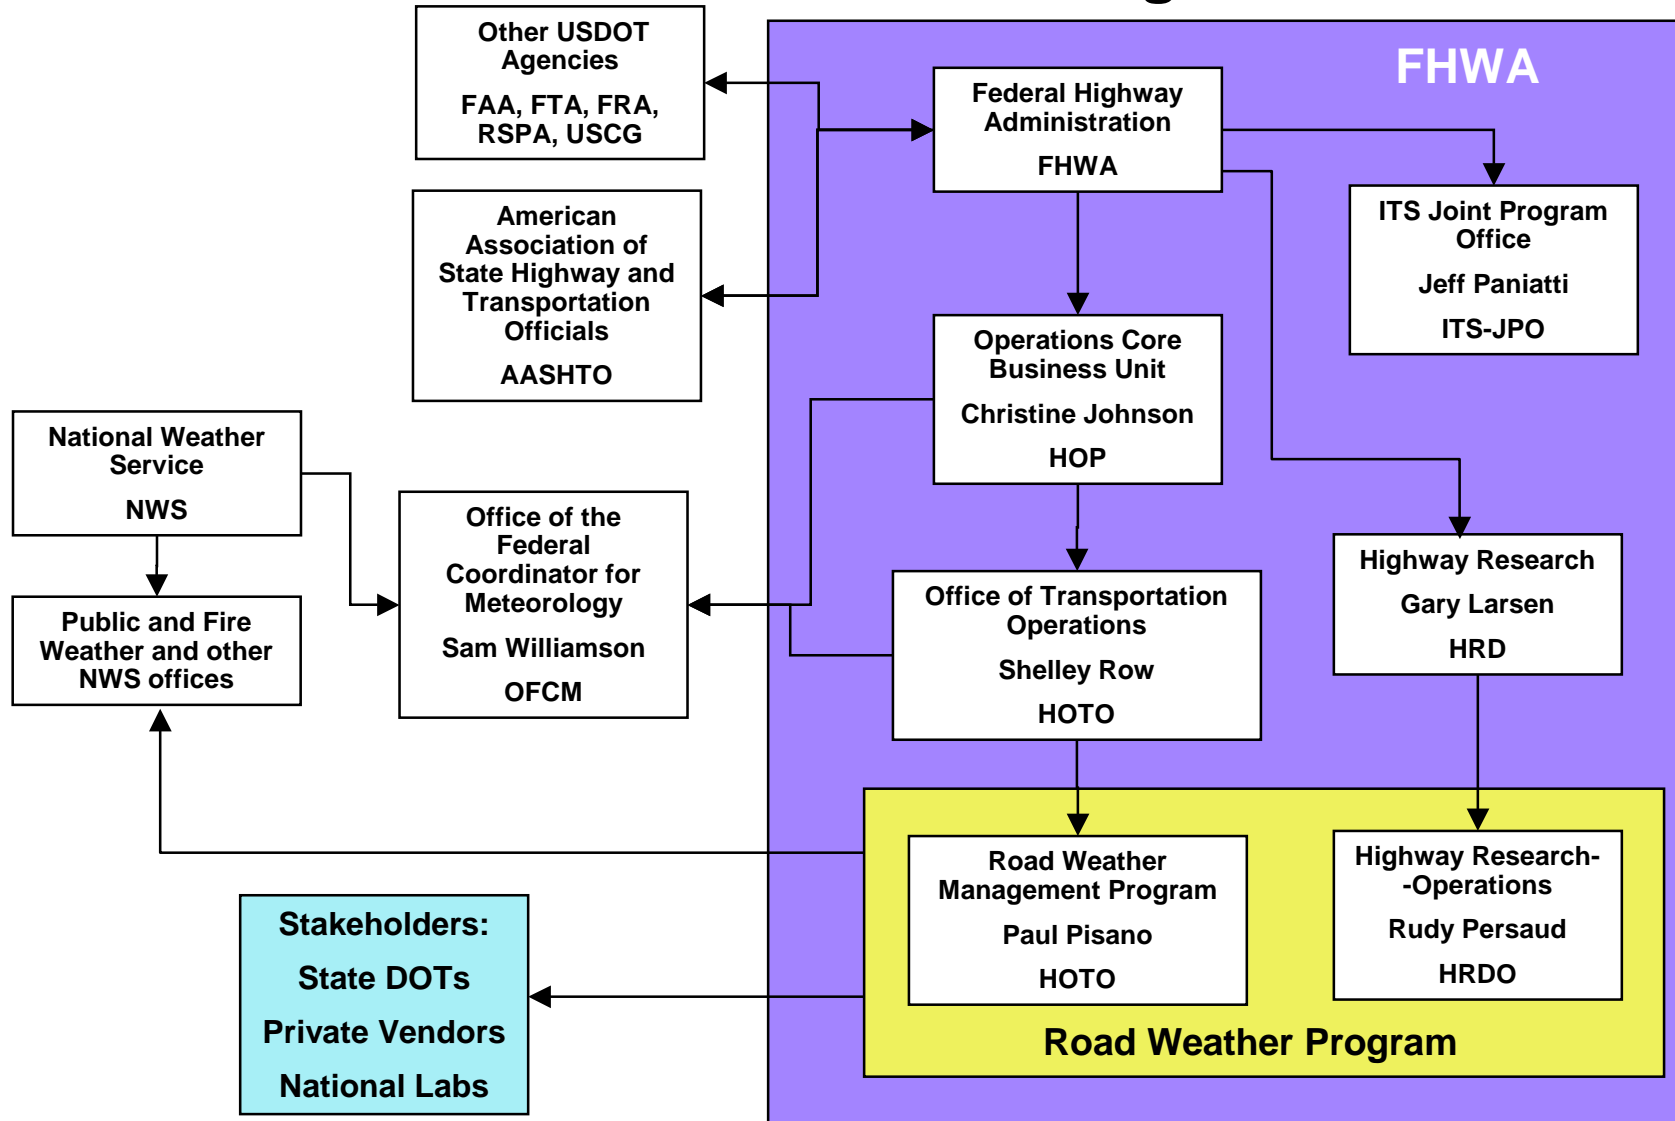 g
FHWA
Other USDOT
Agencies
FAA, FTA, FRA,
RSPA, USCG
Federal Highway
Administration
FHWA
ITS Joint Program
Office
Jeff Paniatti
ITS-JPO
American
Association of
State Highway and
Transportation
Officials
AASHTO
Operations Core
Business Unit
Christine Johnson
HOP
National Weather
Service
NWS
Office of the
Federal
Coordinator for
Meteorology
Sam Williamson
OFCM
Highway Research
Gary Larsen
HRD
Office of Transportation
Operations
Shelley Row
HOTO
Public and Fire
Weather and other
NWS offices
Road Weather
Management Program
Paul Pisano
HOTO
Highway Research-
-Operations
Rudy Persaud
HRDO
Road Weather Program
Stakeholders:
State DOTs
Private Vendors
National Labs